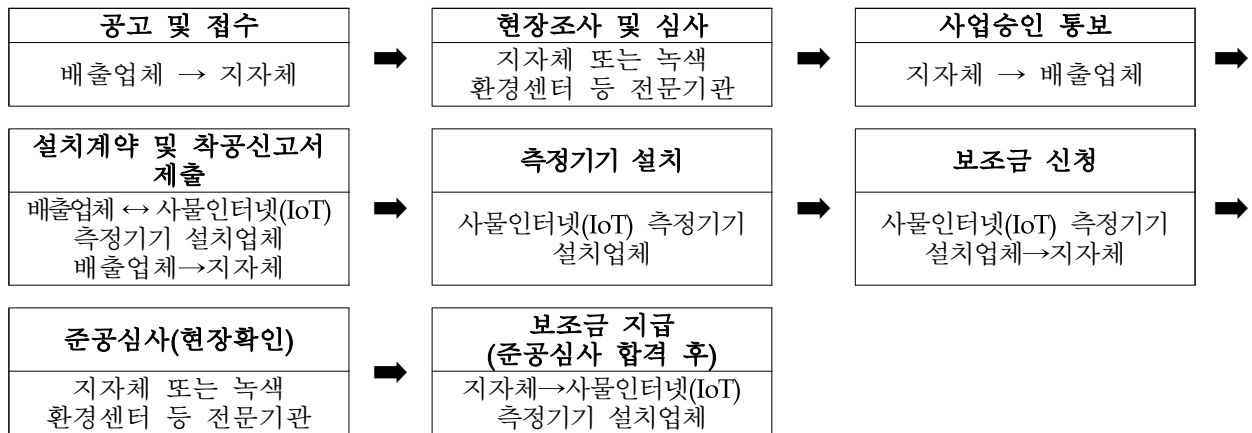 공고 및 접수
배출업체 → 지자체
현장조사 및 심사
지자체 또는 녹색
환경센터 등 전문기관
사업승인 통보
지자체 → 배출업체
설치계약 및 착공신고서
제출
배출업체 ↔ 사물인터넷(IoT)
측정기기 설치업체
배출업체→지자체
측정기기 설치
사물인터넷(IoT) 측정기기
설치업체
보조금 신청
사물인터넷(IoT) 측정기기
설치업체→지자체
준공심사(현장확인)
지자체 또는 녹색
환경센터 등 전문기관
보조금 지급
(준공심사 합격 후)
지자체→사물인터넷(IoT)
측정기기 설치업체